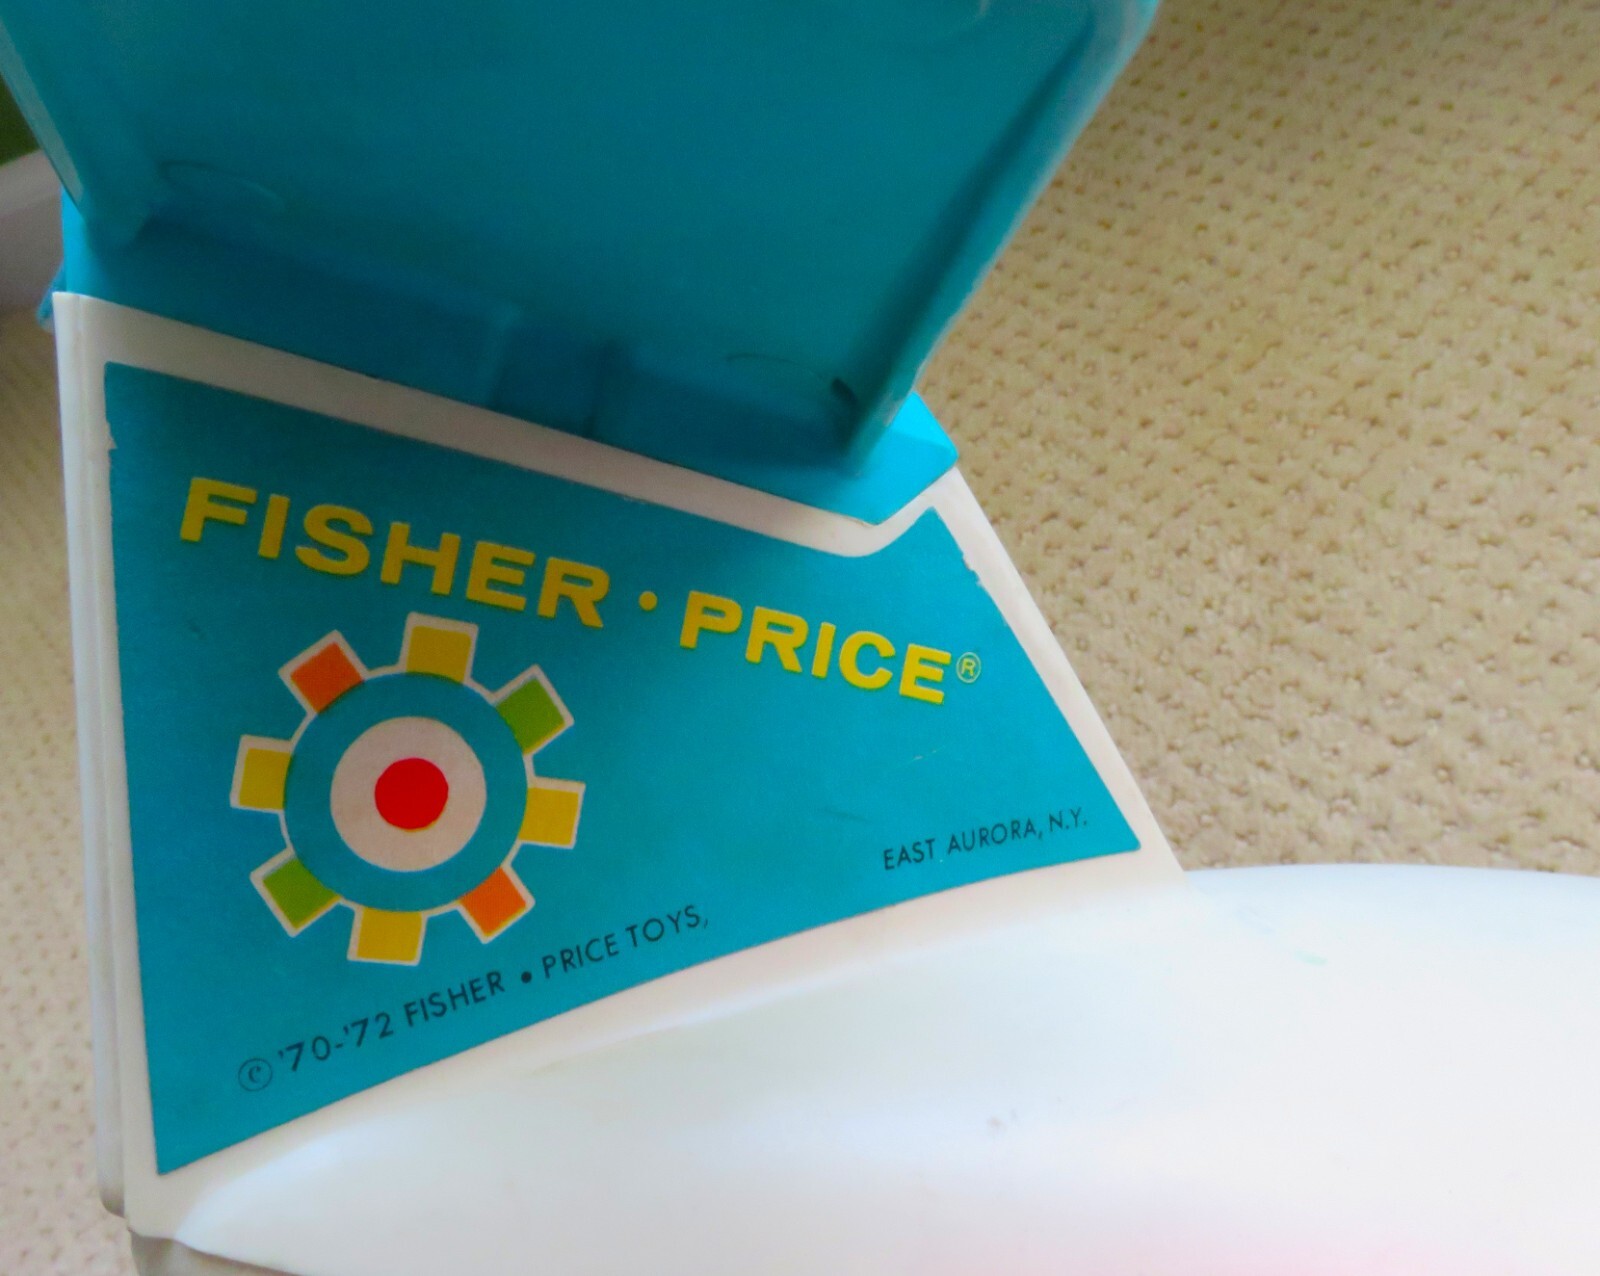 FISHER • PRICE®
© '70-'72 FISHER • PRICE TOYS,
EAST AURORA, N.Y.